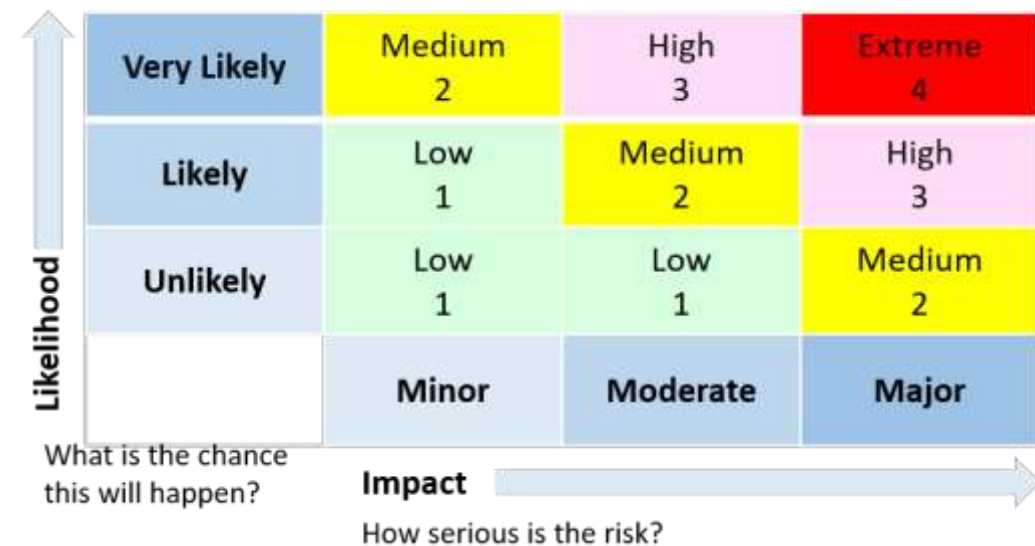 Very Likely
Medium
2
High
3
Extreme
4
Likely
Low
1
Medium
2
High
3
Unlikely
Low
1
Low
1
Medium
2
Likelihood
Minor
Moderate
Major
What is the chance
this will happen?
Impact
How serious is the risk?